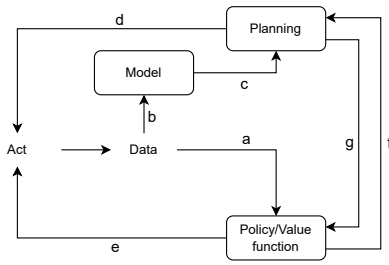 d
Planning
Model
c
b
Act
Data
a
g
f
Policy/Value
function
e